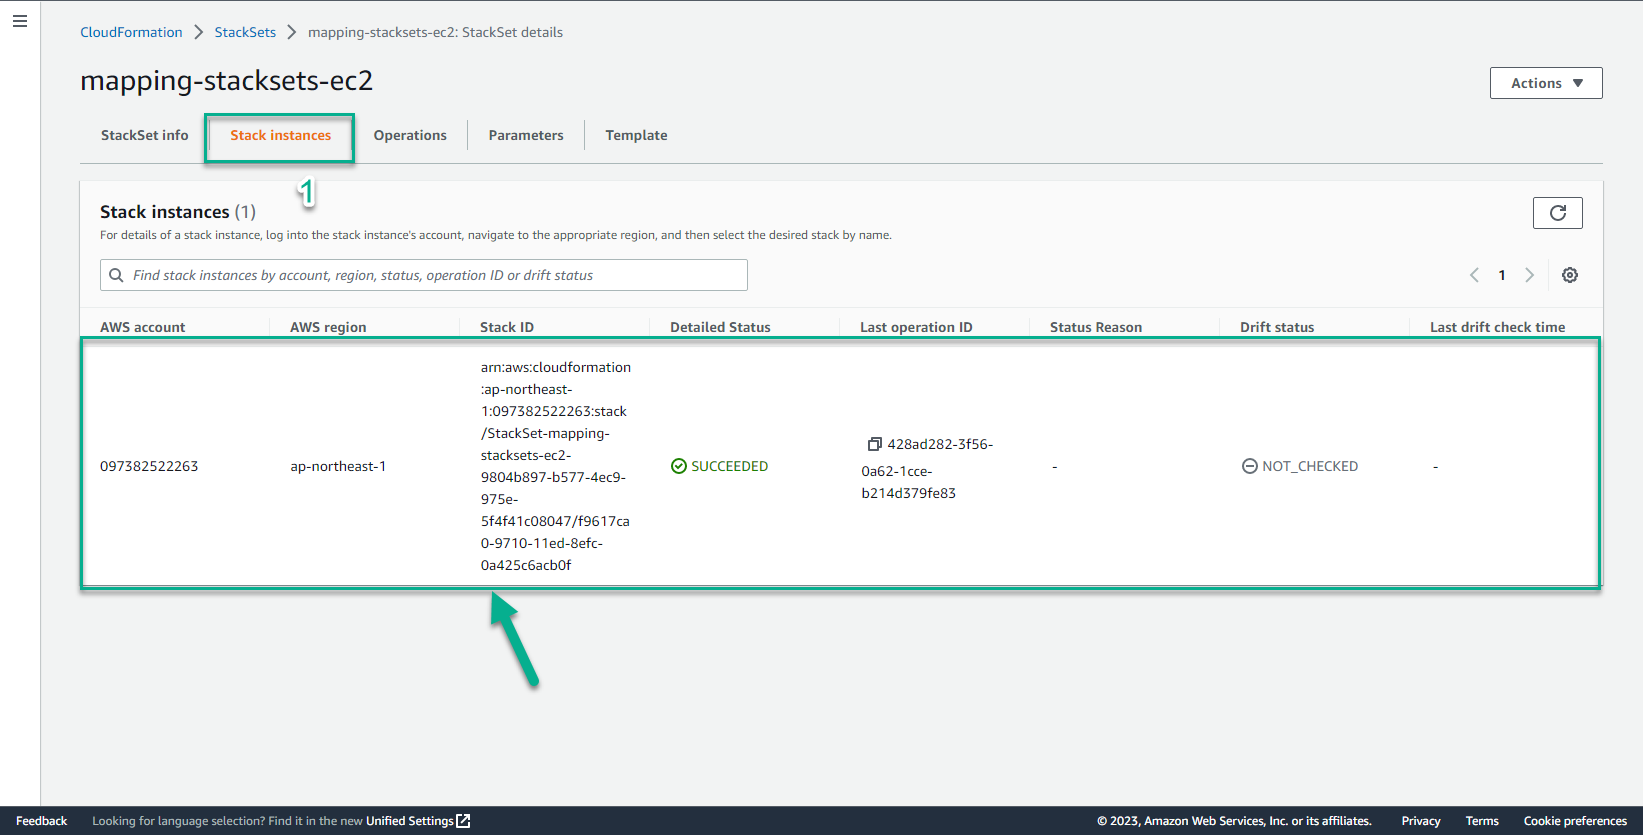 CloudFormation > StackSets > mapping-stacksets-ec2: StackSet details
mapping-stacksets-ec2
Actions
StackSet info
Stack instances
Operations
Parameters
Template
1
Stack instances (1)
For details of a stack instance, log into the stack instance's account, navigate to the appropriate region, and then select the desired stack by name.
Find stack instances by account, region, status, operation ID or drift status
1
AWS account
AWS region
Stack ID
Detailed Status
Last operation ID
Status Reason
Drift status
Last drift check time
097382522263
ap-northeast-1
arn:aws:cloudformation
:ap-northeast-
1:097382522263:stack
/StackSet-mapping-
stacksets-ec2-
9804b897-b577-4ec9-
975e-
5f4f41c08047/f9617ca
0-9710-11ed-8efc-
0a425c6acb0f
SUCCEEDED
428ad282-3f56-
0a62-1cce-
b214d379fe83
-
NOT_CHECKED
-
Feedback
Looking for language selection? Find it in the new Unified Settings
© 2023, Amazon Web Services, Inc. or its affiliates.
Privacy
Terms
Cookie preferences